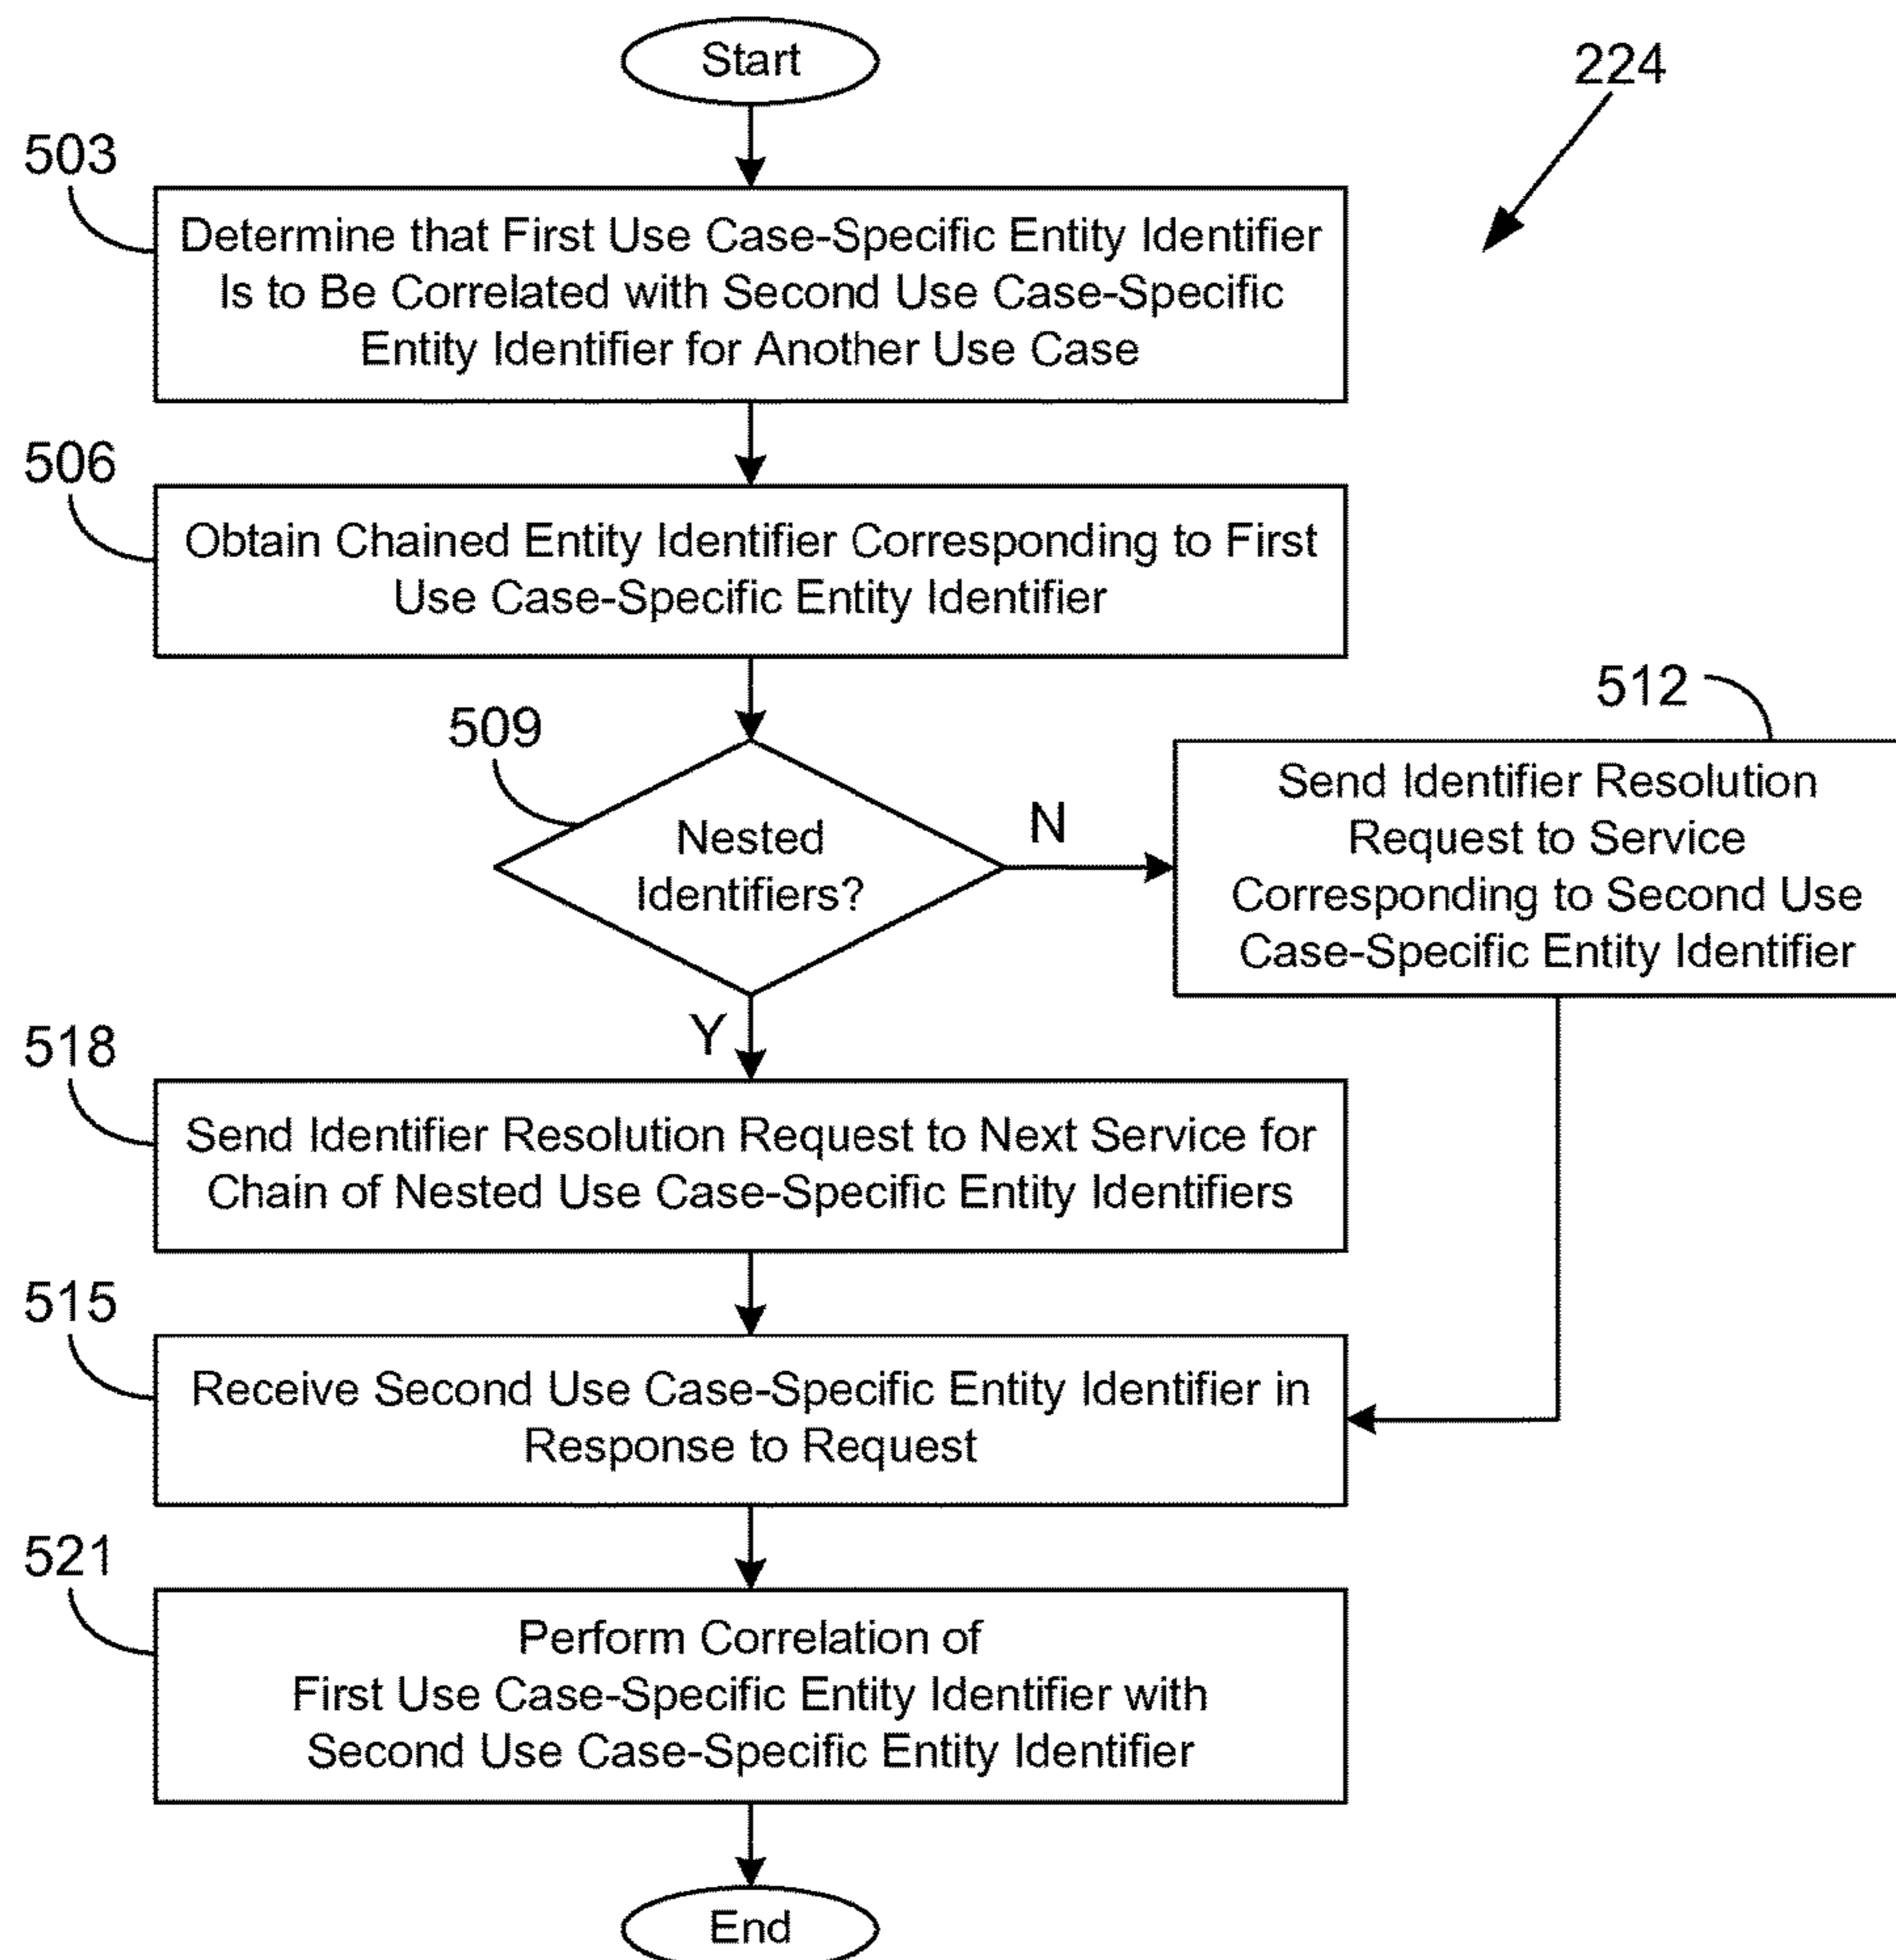 Start
224
503
Determine that First Use Case-Specific Entity Identifier
Is to Be Correlated with Second Use Case-Specific
Entity Identifier for Another Use Case
506
Obtain Chained Entity Identifier Corresponding to First
Use Case-Specific Entity Identifier
509
Nested
Identifiers?
N
512
Send Identifier Resolution
Request to Service
Corresponding to Second Use
Case-Specific Entity Identifier
Y
518
Send Identifier Resolution Request to Next Service for
Chain of Nested Use Case-Specific Entity Identifiers
515
Receive Second Use Case-Specific Entity Identifier in
Response to Request
521
Perform Correlation of
First Use Case-Specific Entity Identifier with
Second Use Case-Specific Entity Identifier
End